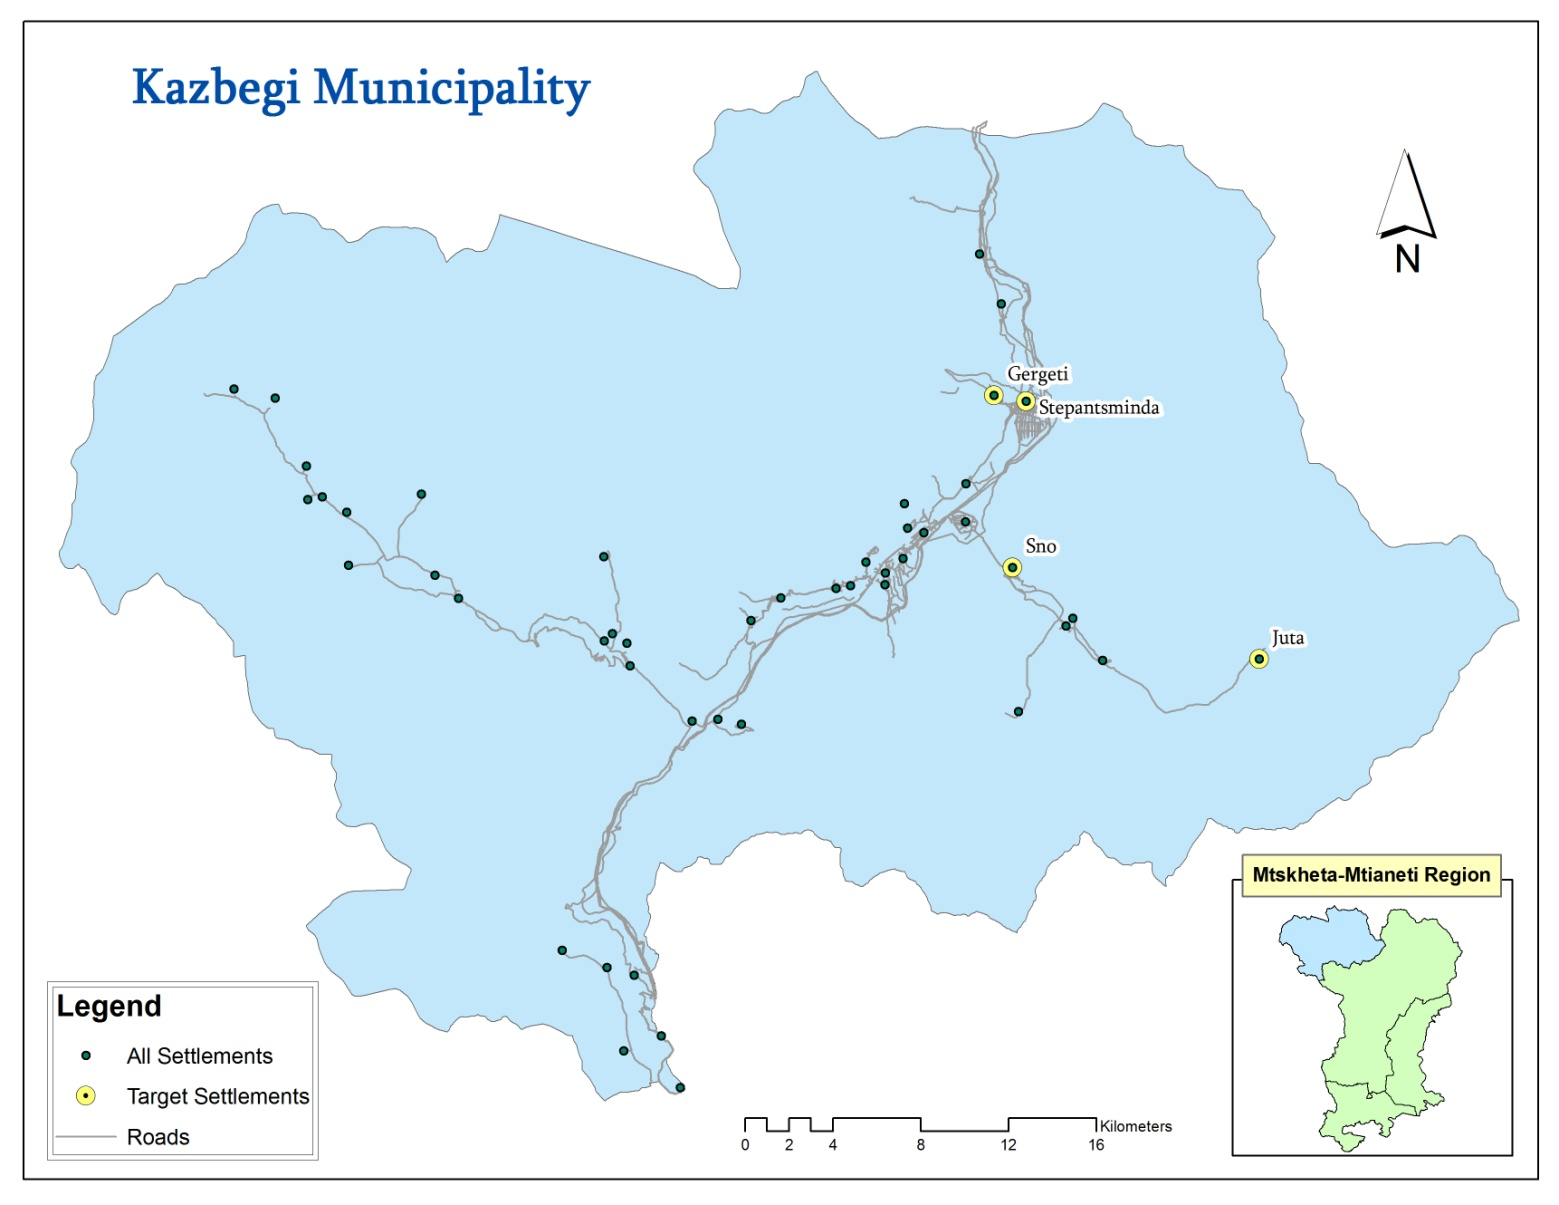 Kazbegi Municipality
N
Gergeti
Stepantsminda
Sno
Juta
Mtskheta-Mtianeti Region
Legend
All Settlements
Target Settlements
Roads
Kilometers
0 2 4 8 12 16